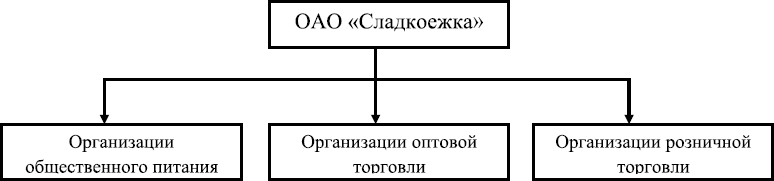 ОАО «Сладкоежка»
Организации
общественного питания
Организации оптовой
торговли
Организации розничной
торговли